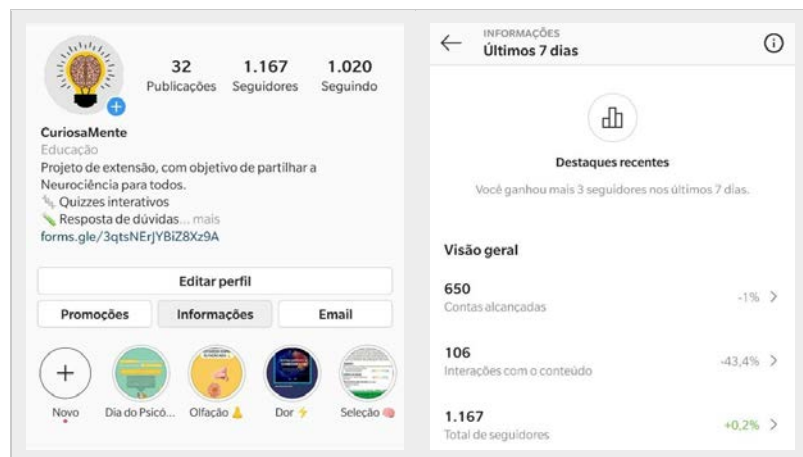 32 1.167 1.020
Publicações Seguidores Seguindo
CuriosaMente
Educação
Projeto de extensão, com objetivo de partilhar a
Neurociência para todos.
Quizzes interativos
Resposta de dúvidas... mais
forms.gle/3qtsNErJYBiZ8Xz9A
Editar perfil
Promoções Informações Email
Novo Dia do Psicó... Olfação Dor Seleção
INFORMAÇÕES
Últimos 7 dias
Destaques recentes
Você ganhou mais 3 seguidores nos últimos 7 dias.
Visão geral
650
Contas alcançadas -1%
106
Interações com o conteúdo -43,4%
1.167
Total de seguidores +0,2%